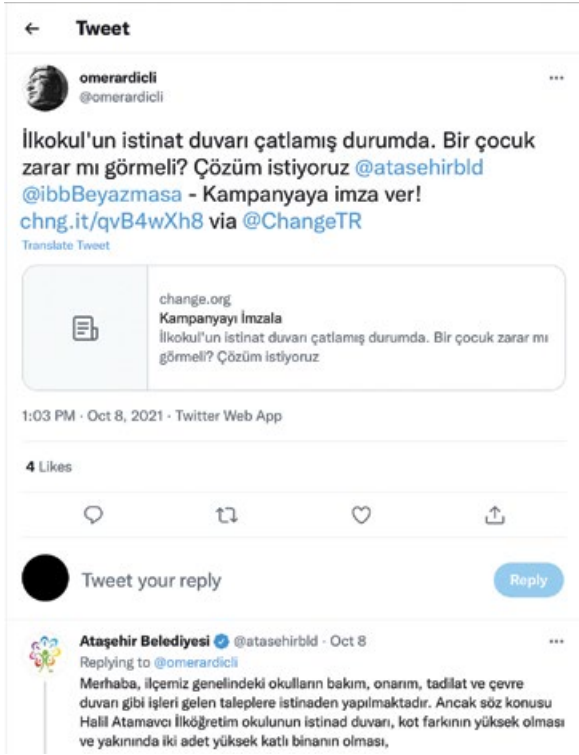 Tweet
omerardicli
@omerardicli
İlkokul'un istinat duvarı çatlamış durumda. Bir çocuk
zarar mı görmeli? Çözüm istiyoruz @atasehirbld
@ibbBeyazmasa - Kampanyaya imza ver!
chng.it/qvB4wXh8 via @ChangeTR
Translate Tweet
change.org
Kampanyayı İmzala
İlkokul'un istinat duvarı çatlamış durumda. Bir çocuk zarar mı
görmeli? Çözüm istiyoruz
1:03 PM · Oct 8, 2021 · Twitter Web App
4 Likes
Tweet your reply
Reply
Ataşehir Belediyesi @atasehirbld · Oct 8
Replying to @omerardicli
Merhaba, ilçemiz genelindeki okulların bakım, onarım, tadilat ve çevre
duvarı gibi işleri gelen taleplere istinaden yapılmaktadır. Ancak söz konusu
Halil Atamavcı İlköğretim okulunun istinad duvarı, kot farkının yüksek olması
ve yakınında iki adet yüksek katlı binanın olması,